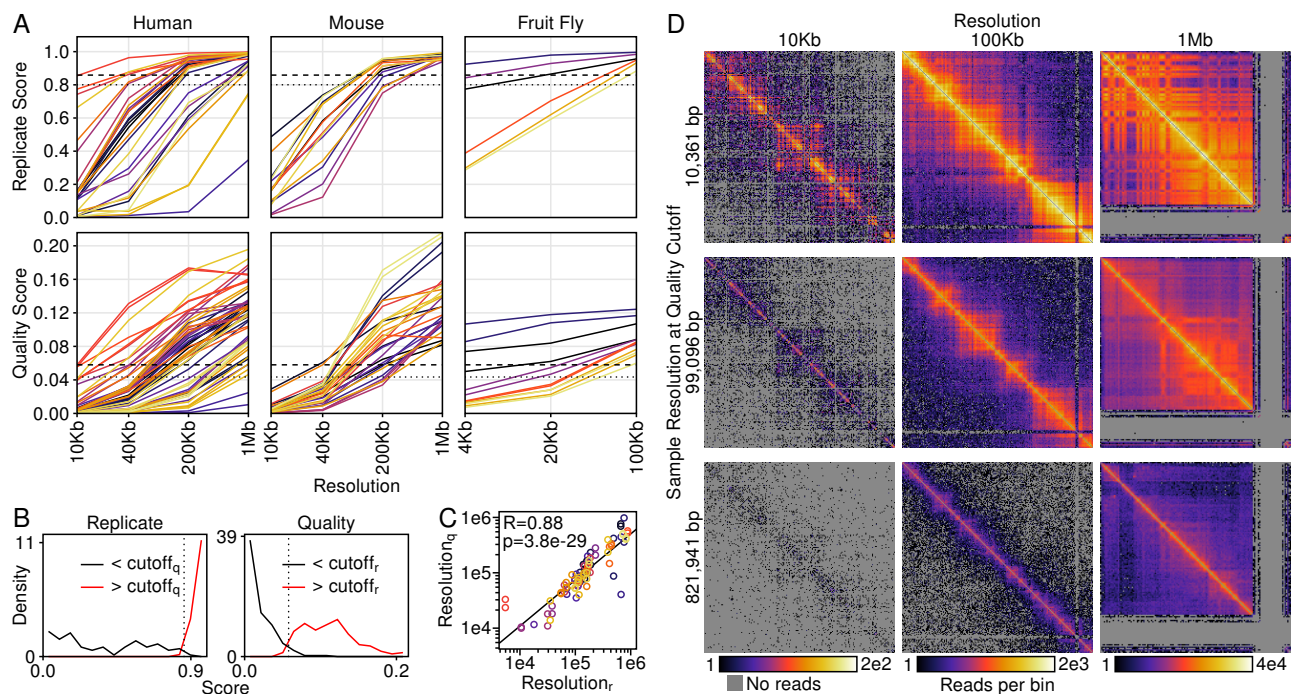 A
Human
Mouse
Fruit Fly
Replicate Score
1.0
0.8
0.6
0.4
0.2
0.0
Quality Score
0.20
0.16
0.12
0.08
0.04
0.00
10Kb
40Kb
200Kb
1Mb
10Kb
40Kb
200Kb
1Mb
4Kb
20Kb
100Kb
Resolution
B
Replicate
Quality
Density
11
0
< cutoffq
> cutoffq
0.0
0.9
39
0
< cutoffr
> cutoffr
0.0
0.2
Score
C
R=0.88
p=3.8e-29
Resolutionq
1e6
1e5
1e4
1e4
1e5
1e6
Resolutionr
D
Resolution
10Kb
100Kb
1Mb
Sample Resolution at Quality Cutoff
10,361 bp
99,096 bp
821,941 bp
1
2e2
1
2e3
1
4e4
No reads
Reads per bin